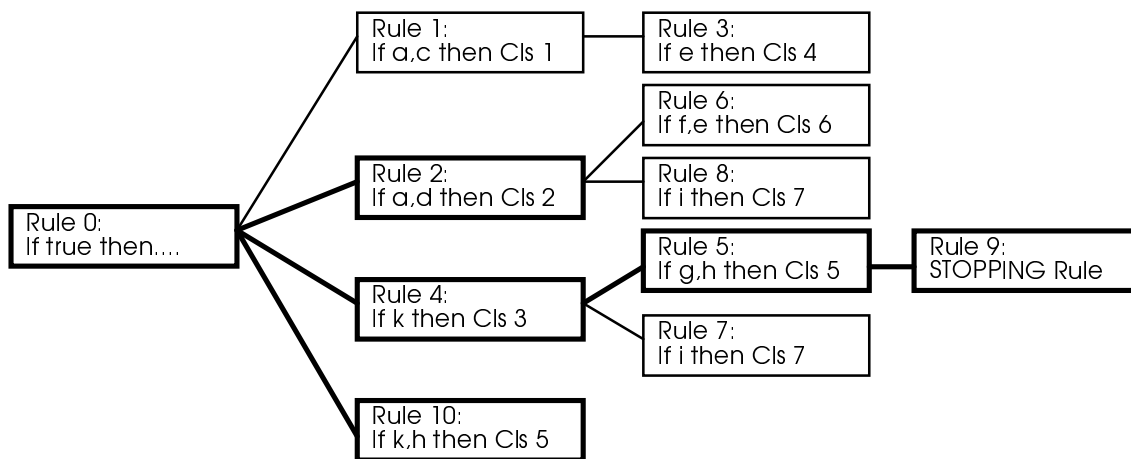 Rule 1:
If a,c then Cls 1
Rule 3:
If e then Cls 4
Rule 6:
If f,e then Cls 6
Rule 2:
If a,d then Cls 2
Rule 8:
If i then Cls 7
Rule 0:
If true then....
Rule 5:
If g,h then Cls 5
Rule 9:
STOPPING Rule
Rule 4:
If k then Cls 3
Rule 7:
If i then Cls 7
Rule 10:
If k,h then Cls 5